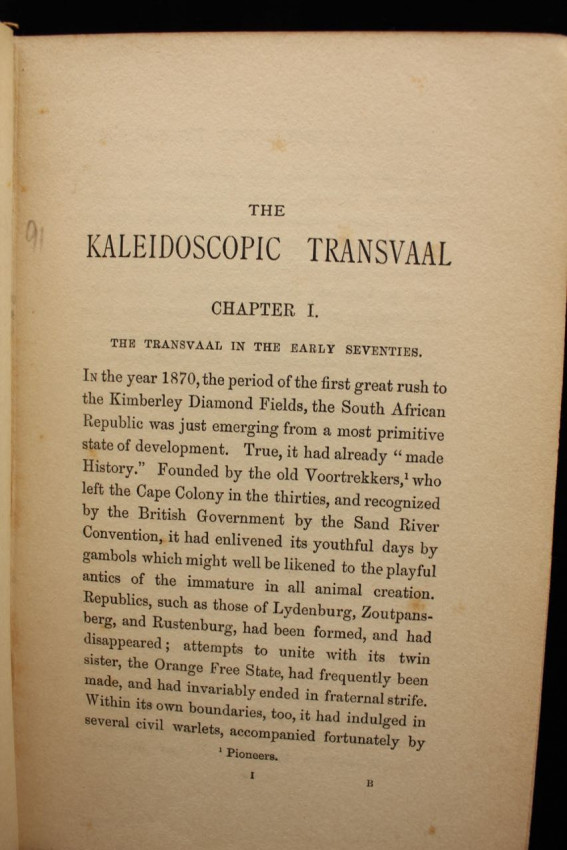 91
THE
KALEIDOSCOPIC TRANSVAAL
CHAPTER I.
THE TRANSVAAL IN THE EARLY SEVENTIES.
IN the year 1870, the period of the first great rush to
the Kimberley Diamond Fields, the South African
Republic was just emerging from a most primitive
state of development. True, it had already “made
History.” Founded by the old Voortrekkers,¹ who
left the Cape Colony in the thirties, and recognized
by the British Government by the Sand River
Convention, it had enlivened its youthful days by
gambols which might well be likened to the playful
antics of the immature in all animal creation.
Republics, such as those of Lydenburg, Zoutpans-
berg, and Rustenburg, had been formed, and had
disappeared; attempts to unite with its twin
sister, the Orange Free State, had frequently been
made, and had invariably ended in fraternal strife.
Within its own boundaries, too, it had indulged in
several civil warlets, accompanied fortunately by
¹ Pioneers.
I B